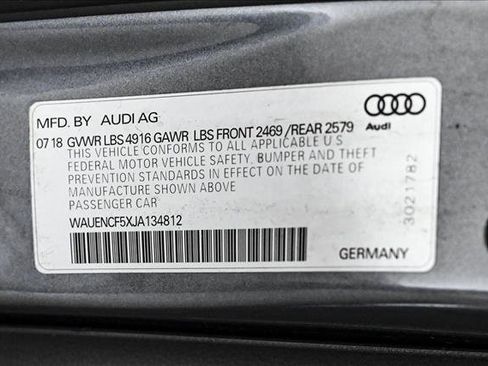 MFD. BY AUDI AG
07 18 GVWR LBS 4916 GAWR LBS FRONT 2469 /REAR 2579
THIS VEHICLE CONFORMS TO ALL APPLICABLE U S
FEDERAL MOTOR VEHICLE SAFETY, BUMPER AND THEFT
PREVENTION STANDARDS IN EFFECT ON THE DATE OF
MANUFACTURE SHOWN ABOVE
PASSENGER CAR
WAUENCF5XJA134812
Audi
3021782
GERMANY